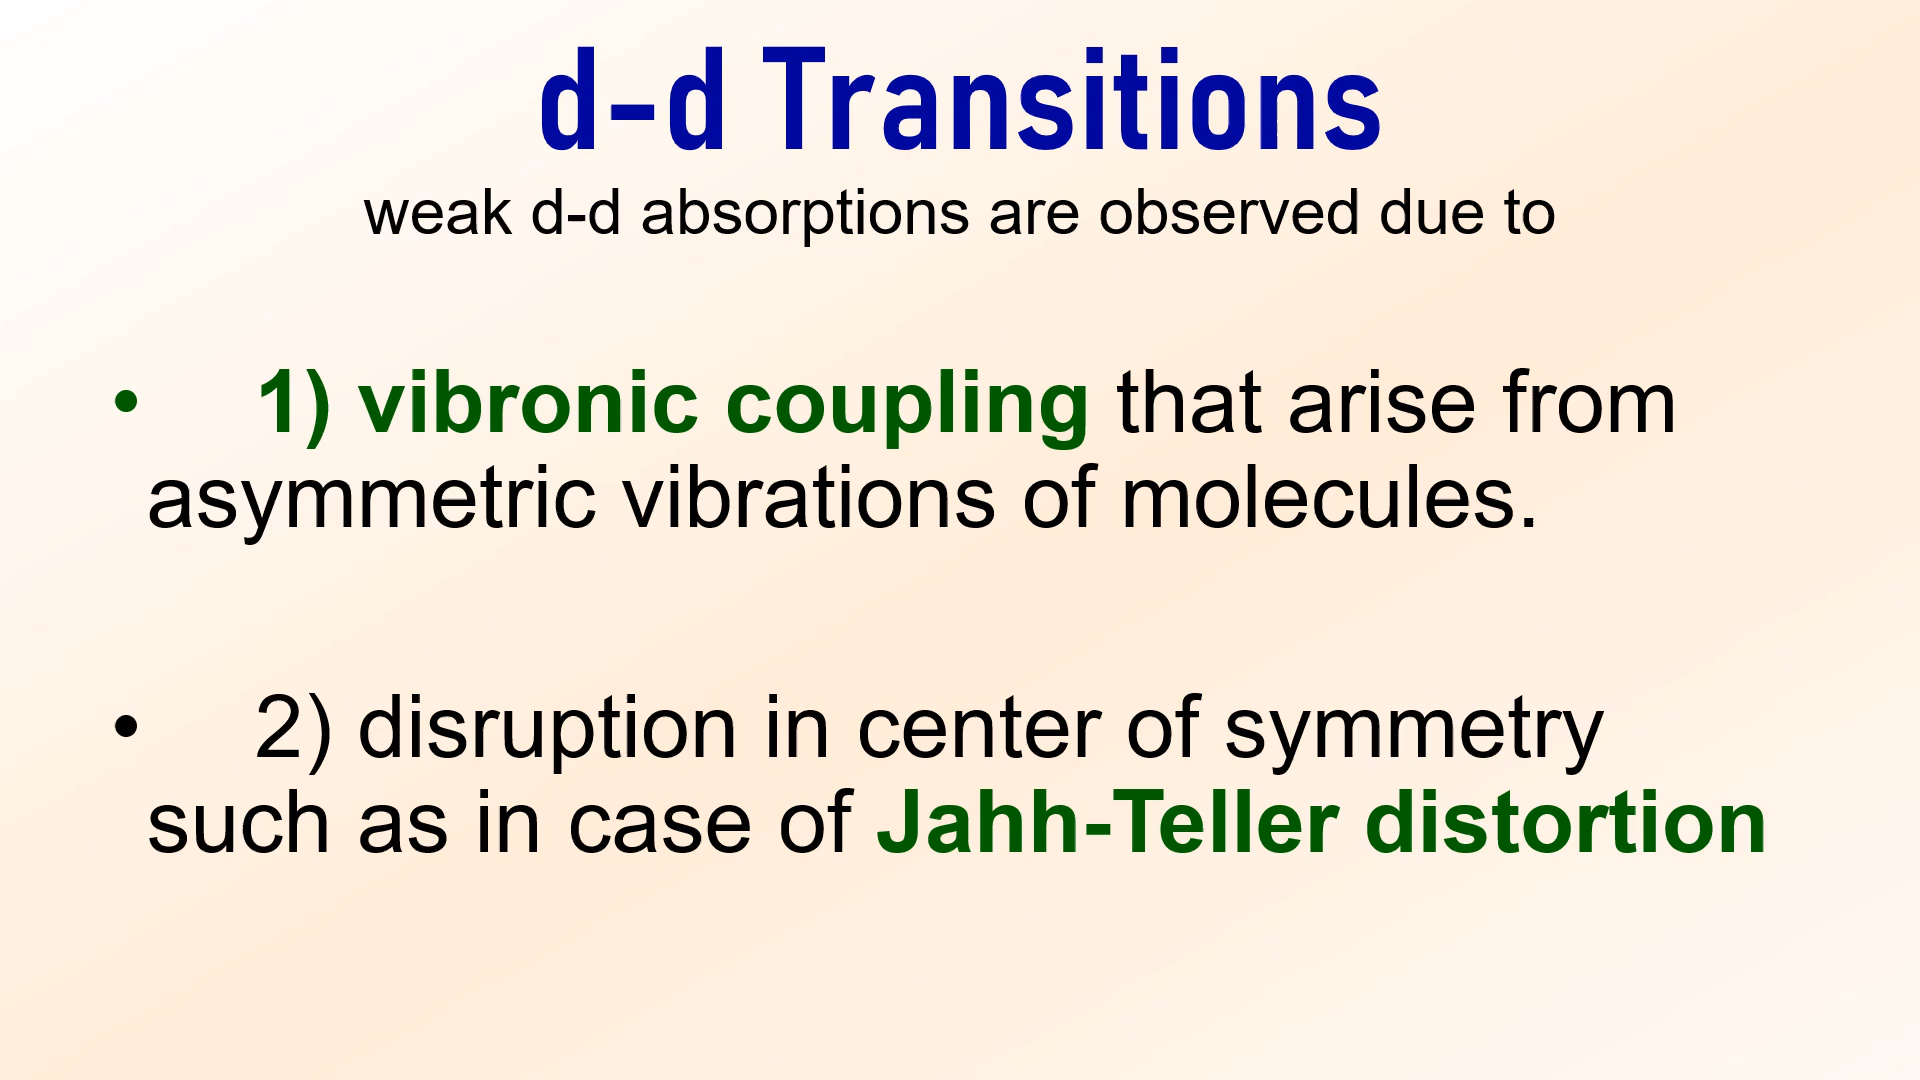 d-d Transitions
weak d-d absorptions are observed due to
• 1) vibronic coupling that arise from
asymmetric vibrations of molecules.
• 2) disruption in center of symmetry
such as in case of Jahh-Teller distortion